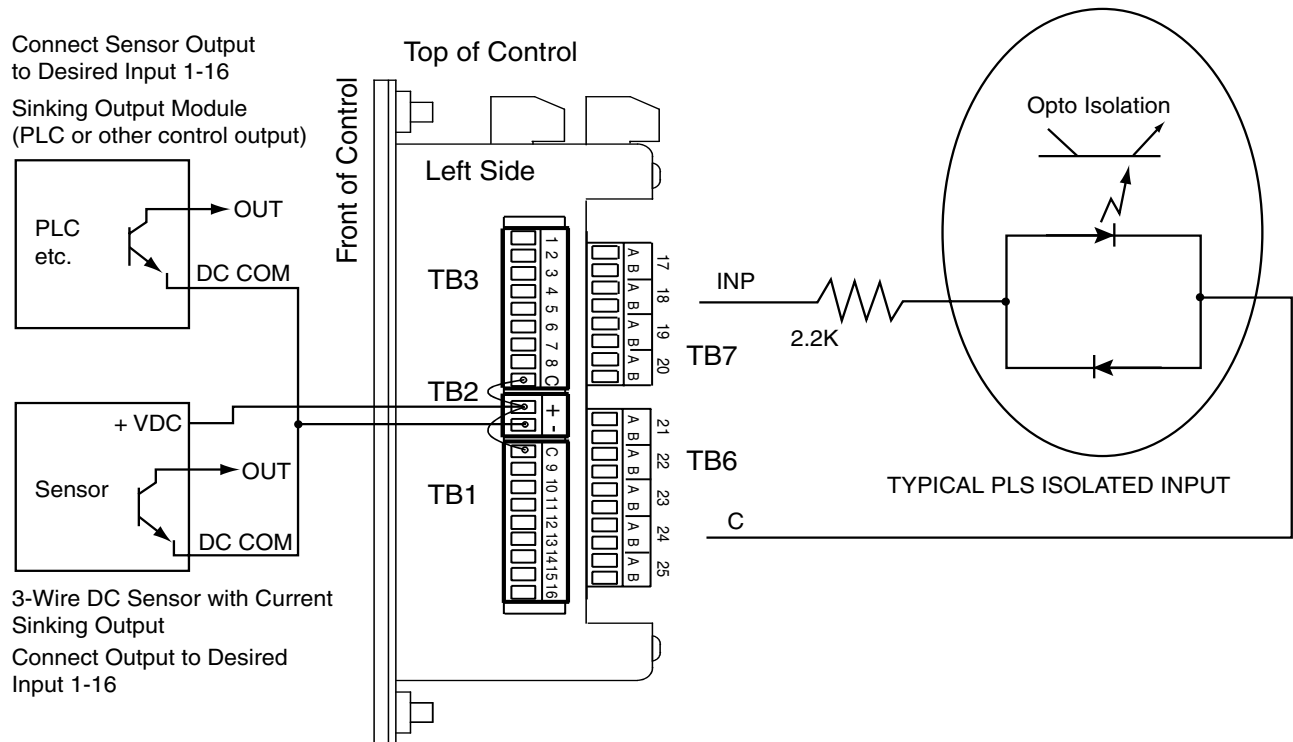 Connect Sensor Output
to Desired Input 1-16
Sinking Output Module
(PLC or other control output)
PLC
etc.
OUT
DC COM
+ VDC
OUT
Sensor
DC COM
3-Wire DC Sensor with Current
Sinking Output
Connect Output to Desired
Input 1-16
Top of Control
Front of Control
Left Side
TB3
1
2
3
4
5
6
7
8
C
TB2
+
-
TB1
C
9
10
11
12
13
14
15
16
A
B
17
A
B
18
A
B
19
A
B
20
TB7
A
B
21
A
B
22
A
B
23
A
B
24
A
B
25
TB6
INP
2.2K
C
Opto Isolation
TYPICAL PLS ISOLATED INPUT